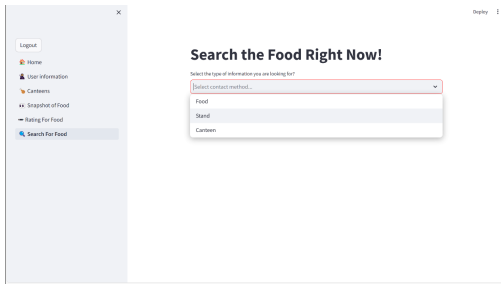 Deploy
Logout
Home
User information
Canteens
Snapshot of Food
Rating For Food
Search For Food
Search the Food Right Now!
Select the type of information you are looking for?
Select contact method...
Food
Stand
Canteen